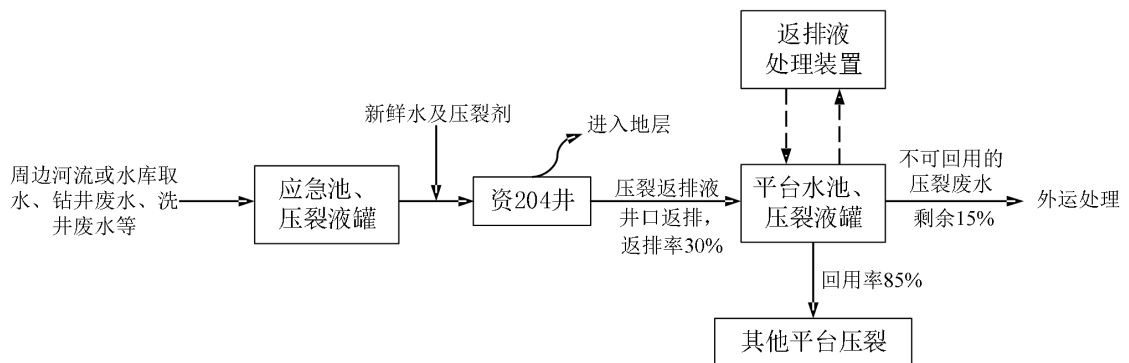 返排液
处理装置
新鲜水及压裂剂
进入地层
周边河流或水库取
水、钻井废水、洗
井废水等
应急池、
压裂液罐
资204井
压裂返排液
井口返排，
返排率30%
平台水池、
压裂液罐
不可回用的
压裂废水
剩余15%
外运处理
回用率85%
其他平台压裂